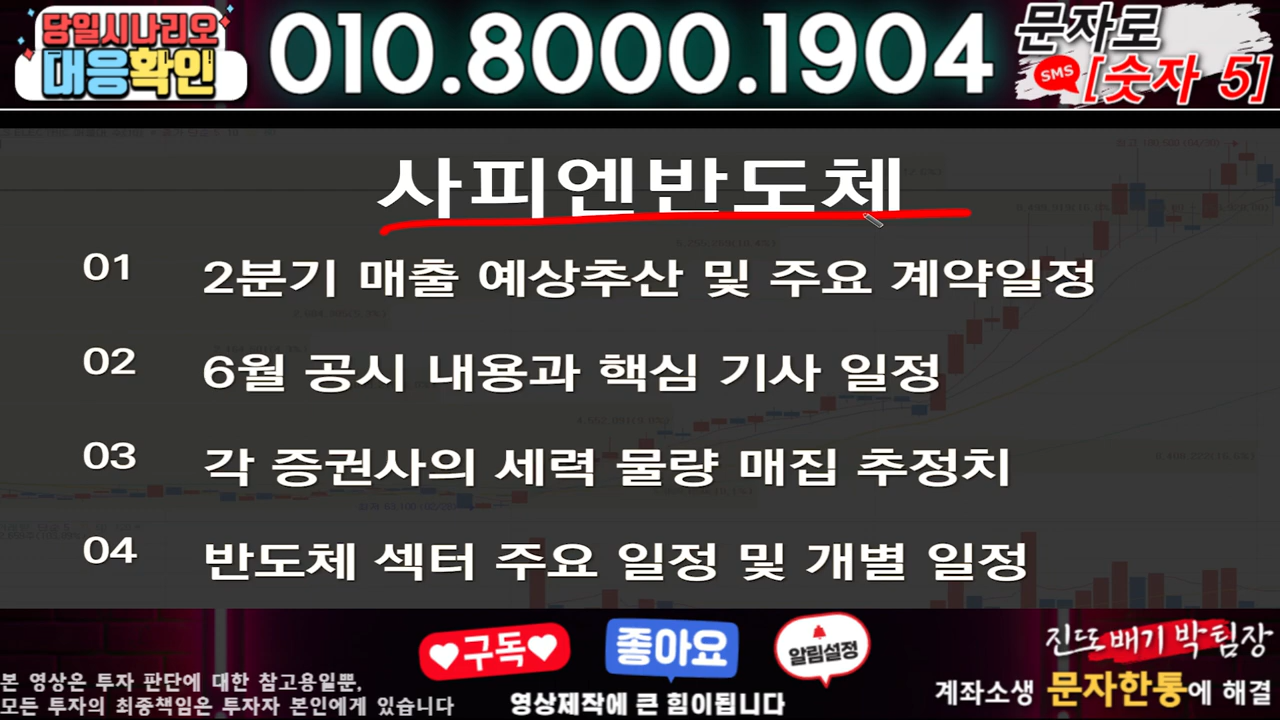 당일시나리오
대응확인
010.8000.1904
문자로
SMS
[숫자 5]
사피엔반도체
01 2분기 매출 예상추산 및 주요 계약일정
02 6월 공시 내용과 핵심 기사 일정
03 각 증권사의 세력 물량 매집 추정치
04 반도체 섹터 주요 일정 및 개별 일정
구독
좋아요
알림설정
진또배기 박팀장
본 영상은 투자 판단에 대한 참고용일뿐,
모든 투자의 최종책임은 투자자 본인에게 있습니다
영상제작에 큰 힘이됩니다
계좌소생 문자한통에 해결